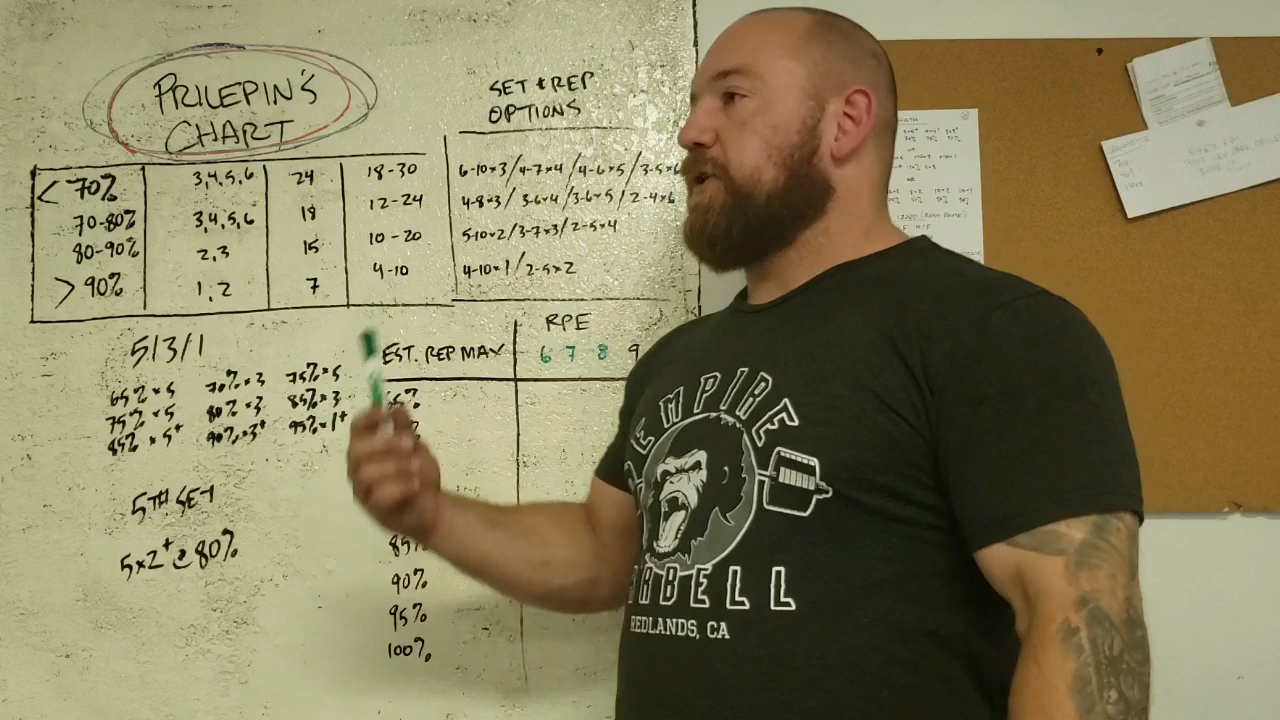 PRILEPIN'S
CHART
SET & REP
OPTIONS
< 70% 3,4,5,6 24 18-30 6-10×3/4-7×4/4-6×5/3-5×6
70-80% 3,4,5,6 18 12-24 4-8×3/3-6×4/3-6×5/2-4×6
80-90% 2,3 15 10-20 5-10×2/3-7×3/2-5×4
> 90% 1,2 7 4-10 4-10×1/2-5×2
5/3/1
65%×5 70%×3 75%×5
75%×5 80%×3 85%×3
85%×5+ 90%×3+ 95%×1+
5TH SET
5×2+@80%
RPE
EST. REP MAX 6 7 8 9
85%
90%
95%
100%
EMPIRE
BARBELL
REDLANDS, CA